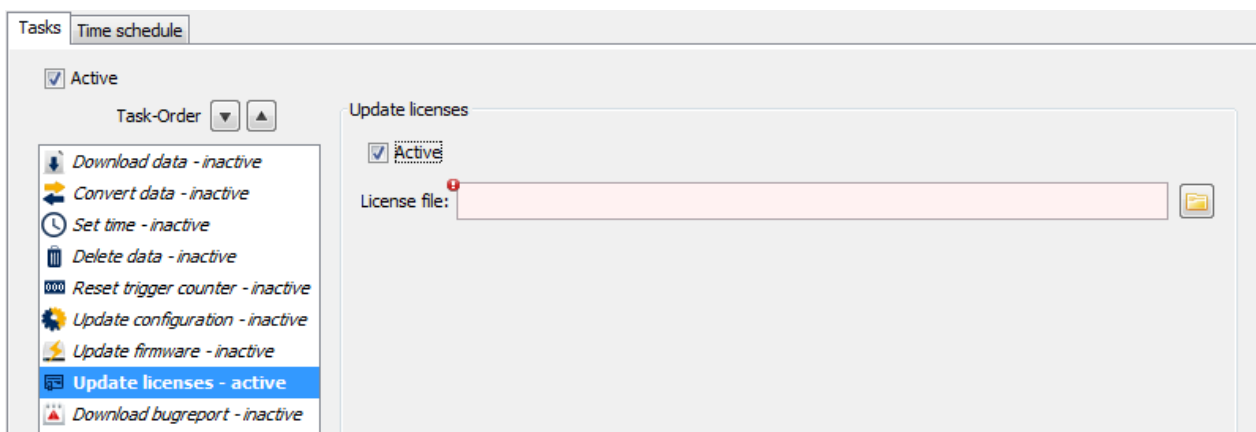 Tasks Time schedule
Active
Task-Order
Update licenses
Active
License file:
Download data - inactive
Convert data - inactive
Set time - inactive
Delete data - inactive
000 Reset trigger counter - inactive
Update configuration - inactive
Update firmware - inactive
Update licenses - active
Download bugreport - inactive